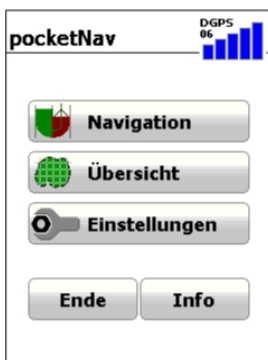 DGPS
pocketNav 06
Navigation
Übersicht
Einstellungen
Ende Info